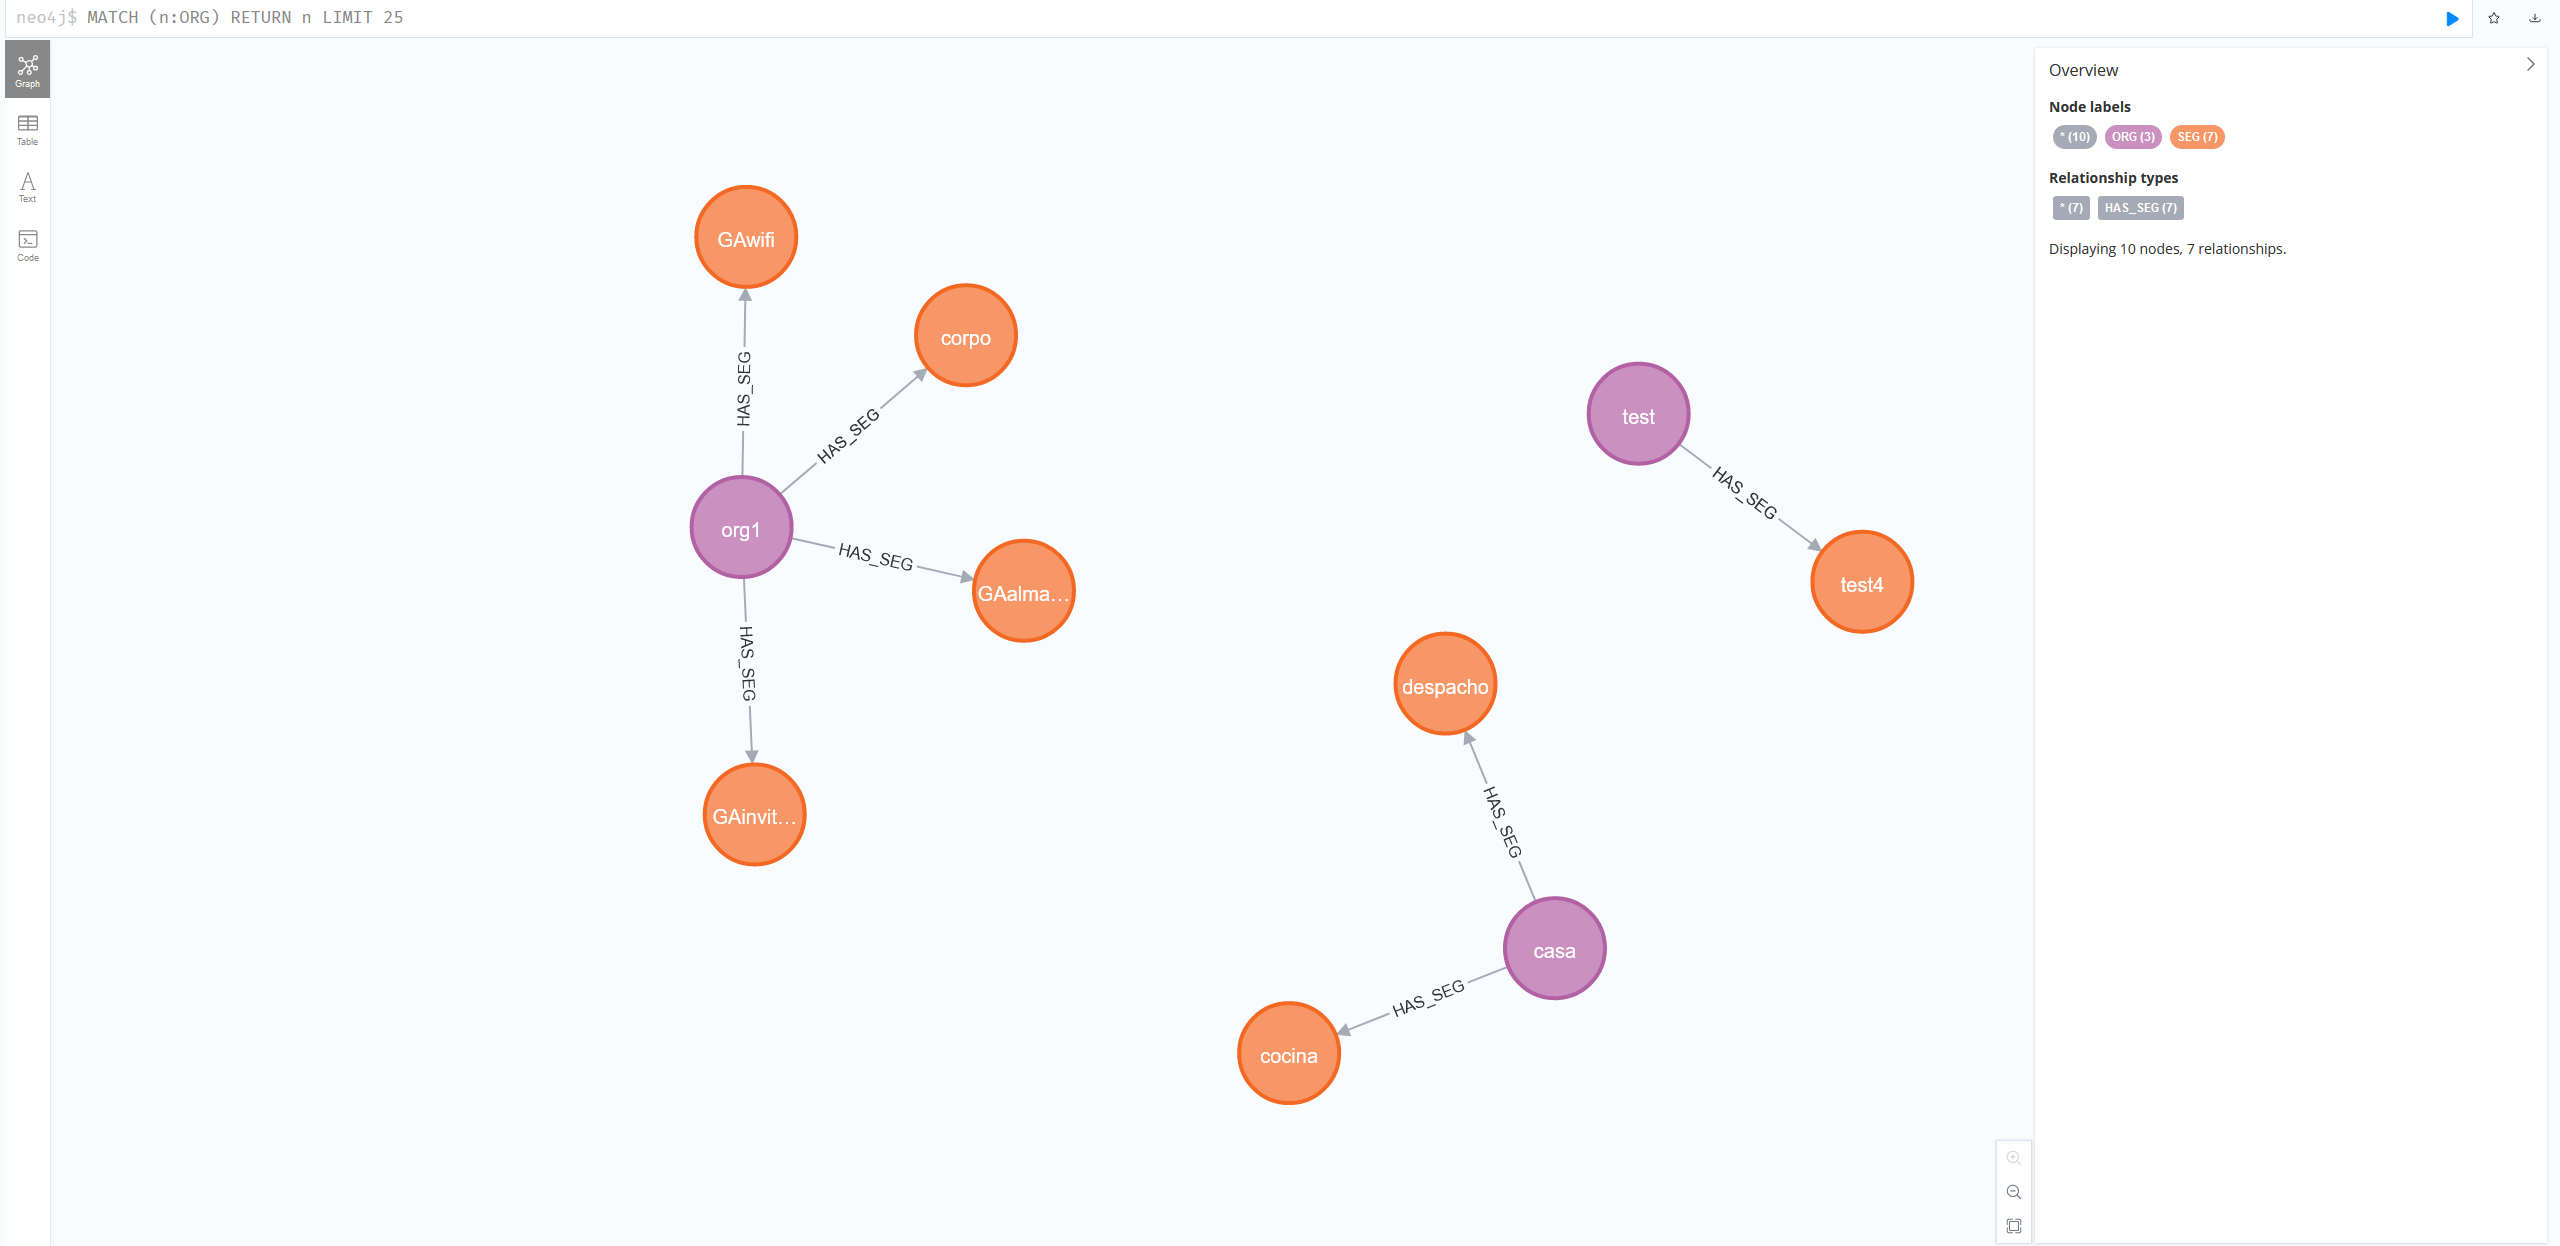 neo4j$ MATCH (n:ORG) RETURN n LIMIT 25
Graph
Table
Text
Code
GAwifi
HAS_SEG
corpo
HAS_SEG
org1
HAS_SEG
GAalma...
HAS_SEG
GAinvit...
test
HAS_SEG
test4
despacho
HAS_SEG
casa
HAS_SEG
cocina
Overview
Node labels
* (10) ORG (3) SEG (7)
Relationship types
* (7) HAS_SEG (7)
Displaying 10 nodes, 7 relationships.